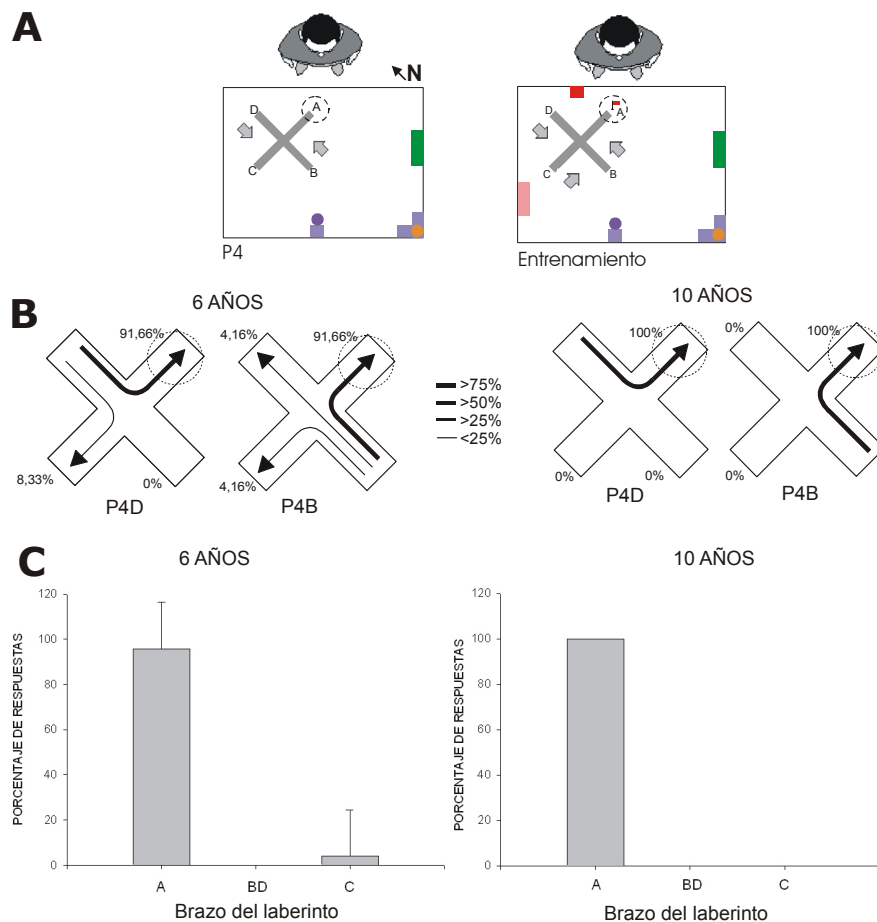 A
N
D
A
C
B
P4
D
A
C
B
Entrenamiento
B
6 AÑOS
91,66%
8,33%
0%
P4D
4,16%
91,66%
4,16%
P4B
>75%
>50%
>25%
<25%
10 AÑOS
100%
0%
0%
P4D
0%
100%
0%
P4B
C
6 AÑOS
PORCENTAJE DE RESPUESTAS
120
100
80
60
40
20
0
A BD C
Brazo del laberinto
10 AÑOS
PORCENTAJE DE RESPUESTAS
120
100
80
60
40
20
0
A BD C
Brazo del laberinto